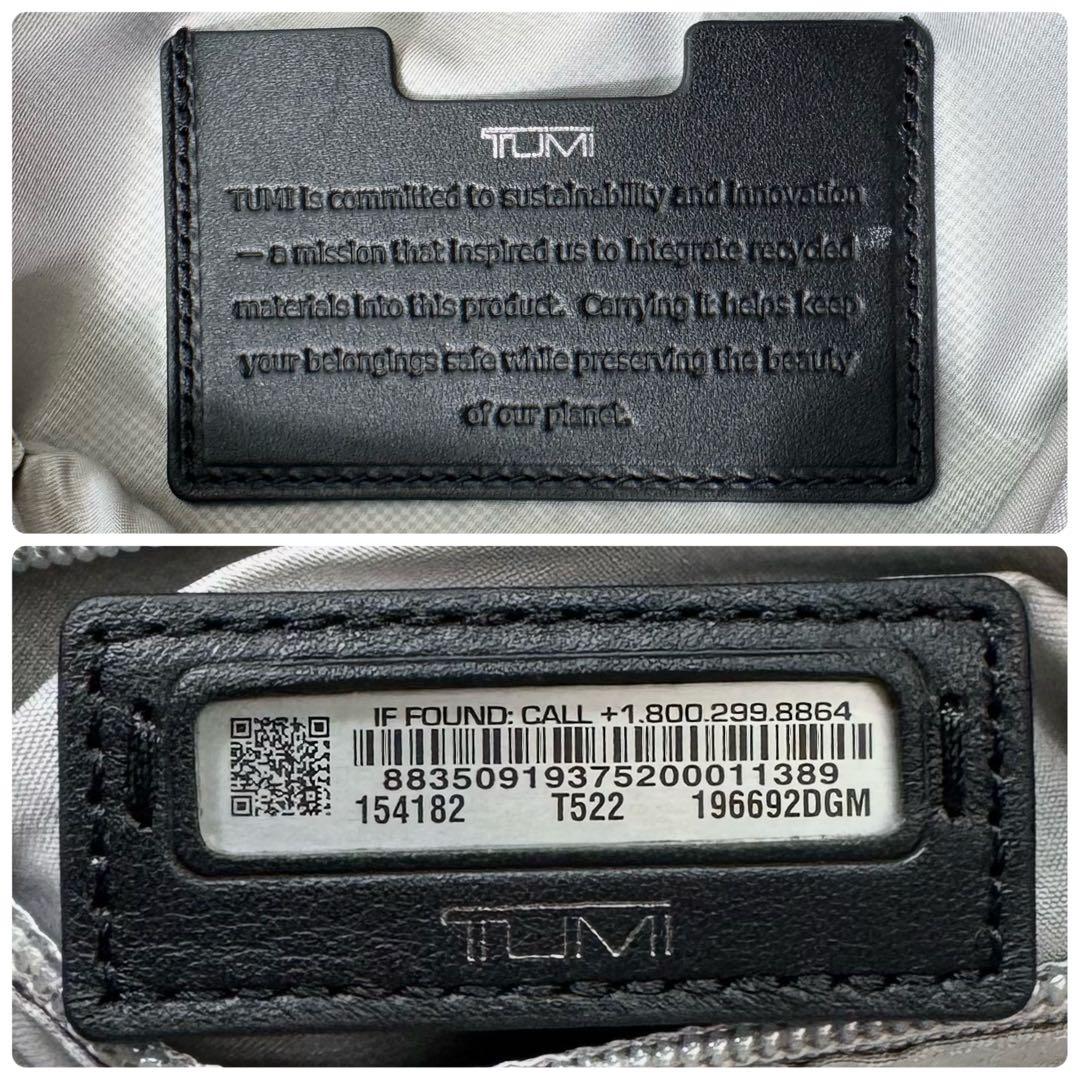 TUMI
TUMI is committed to sustainability and innovation
— a mission that inspired us to integrate recycled
materials into this product. Carrying it helps keep
your belongings safe while preserving the beauty
of our planet.
IF FOUND: CALL +1.800.299.8864
88350919375200011389
154182 T522 196692DGM
TUMI